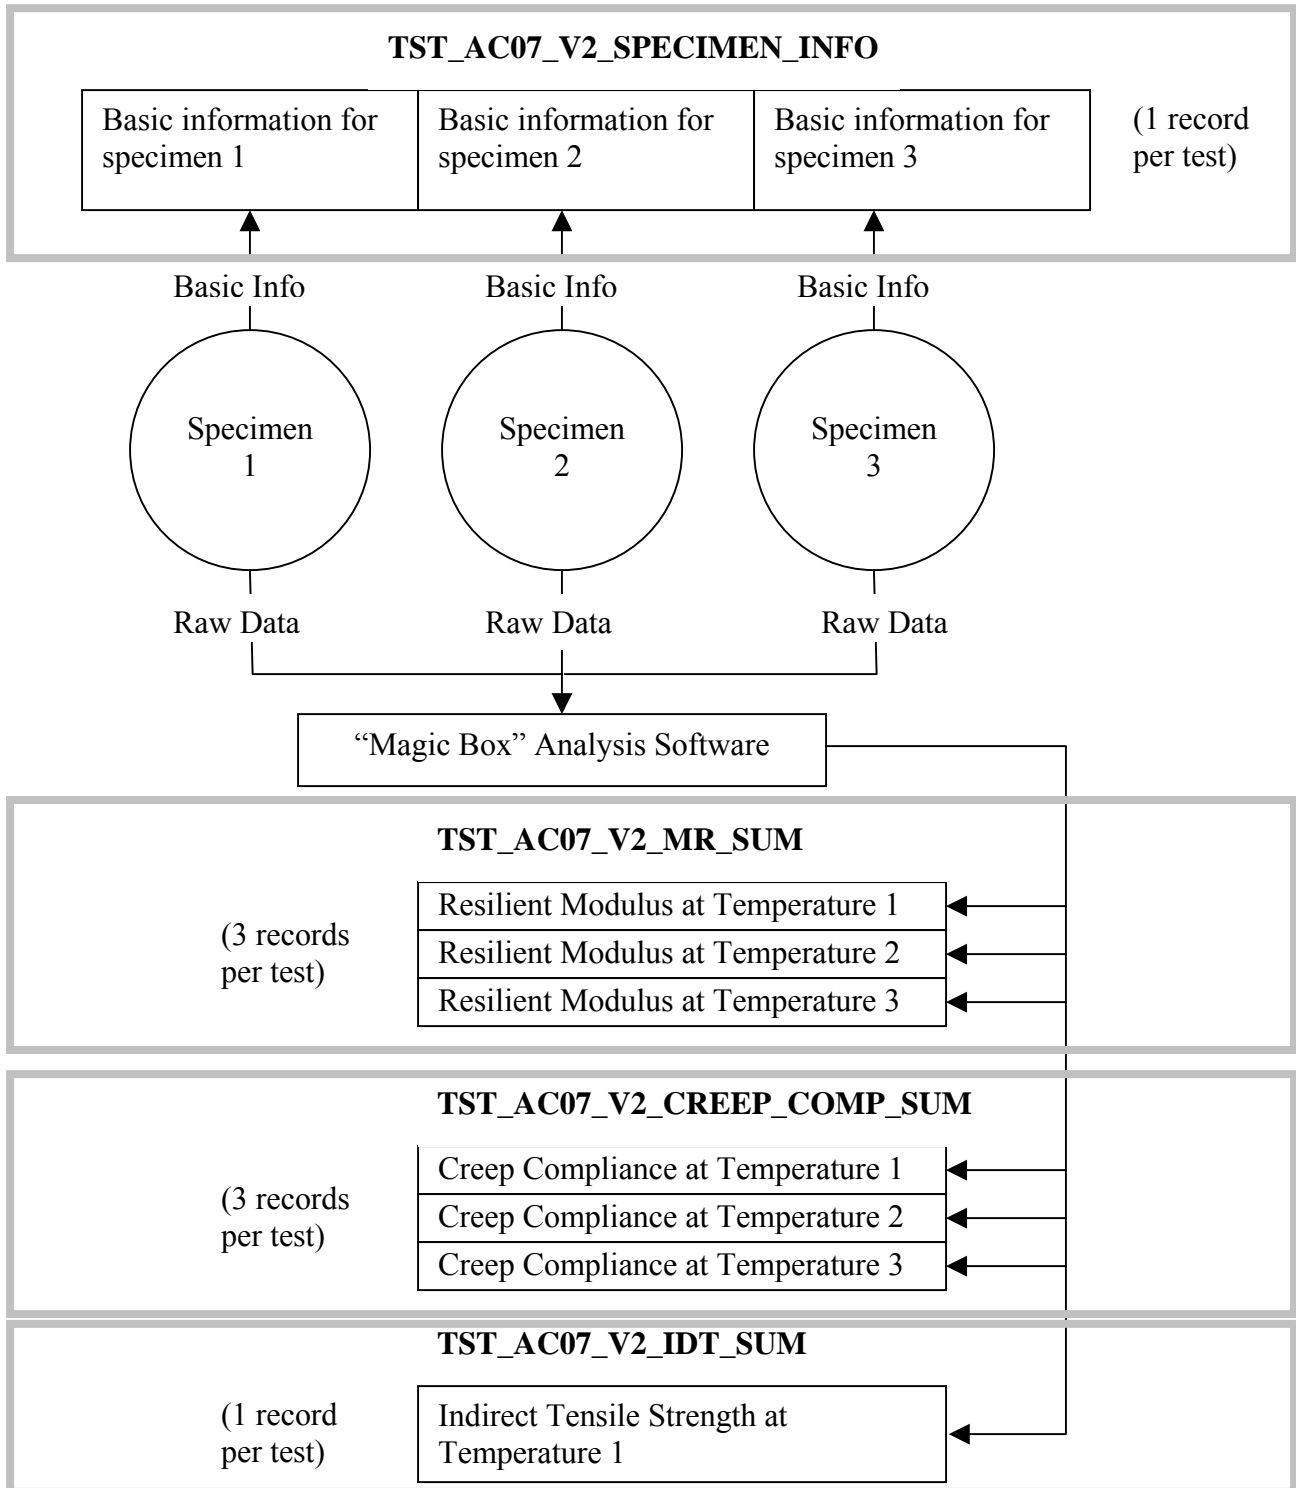 TST_AC07_V2_SPECIMEN_INFO
Basic information for
specimen 1
Basic information for
specimen 2
Basic information for
specimen 3
(1 record
per test)
Basic Info
Basic Info
Basic Info
Specimen
1
Specimen
2
Specimen
3
Raw Data
Raw Data
Raw Data
“Magic Box” Analysis Software
TST_AC07_V2_MR_SUM
(3 records
per test)
Resilient Modulus at Temperature 1
Resilient Modulus at Temperature 2
Resilient Modulus at Temperature 3
TST_AC07_V2_CREEP_COMP_SUM
(3 records
per test)
Creep Compliance at Temperature 1
Creep Compliance at Temperature 2
Creep Compliance at Temperature 3
TST_AC07_V2_IDT_SUM
(1 record
per test)
Indirect Tensile Strength at
Temperature 1